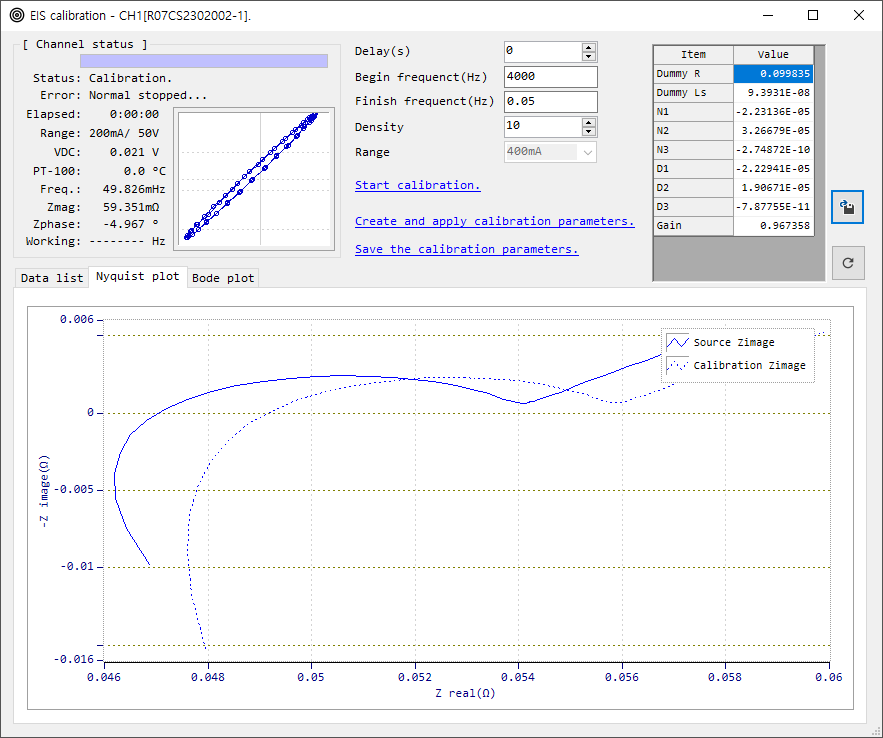 EIS calibration - CH1[R07CS2302002-1].
[ Channel status ]
Status: Calibration.
Error: Normal stopped...
Elapsed: 0:00:00
Range: 200mA/ 50V
VDC: 0.021 V
PT-100: 0.0 °C
Freq.: 49.826mHz
Zmag: 59.351mΩ
Zphase: -4.967 °
Working: -------- Hz
Delay(s) 0
Begin frequenct(Hz) 4000
Finish frequenct(Hz) 0.05
Density 10
Range 400mA
Start calibration.
Create and apply calibration parameters.
Save the calibration parameters.
Item Value
Dummy R 0.099835
Dummy Ls 9.3931E-08
N1 -2.23136E-05
N2 3.26679E-05
N3 -2.74872E-10
D1 -2.22941E-05
D2 1.90671E-05
D3 -7.87755E-11
Gain 0.967358
Data list Nyquist plot Bode plot
Source Zimage
Calibration Zimage
-Z image(Ω)
0.006
0
-0.005
-0.01
-0.016
0.046 0.048 0.05 0.052 0.054 0.056 0.058 0.06
Z real(Ω)